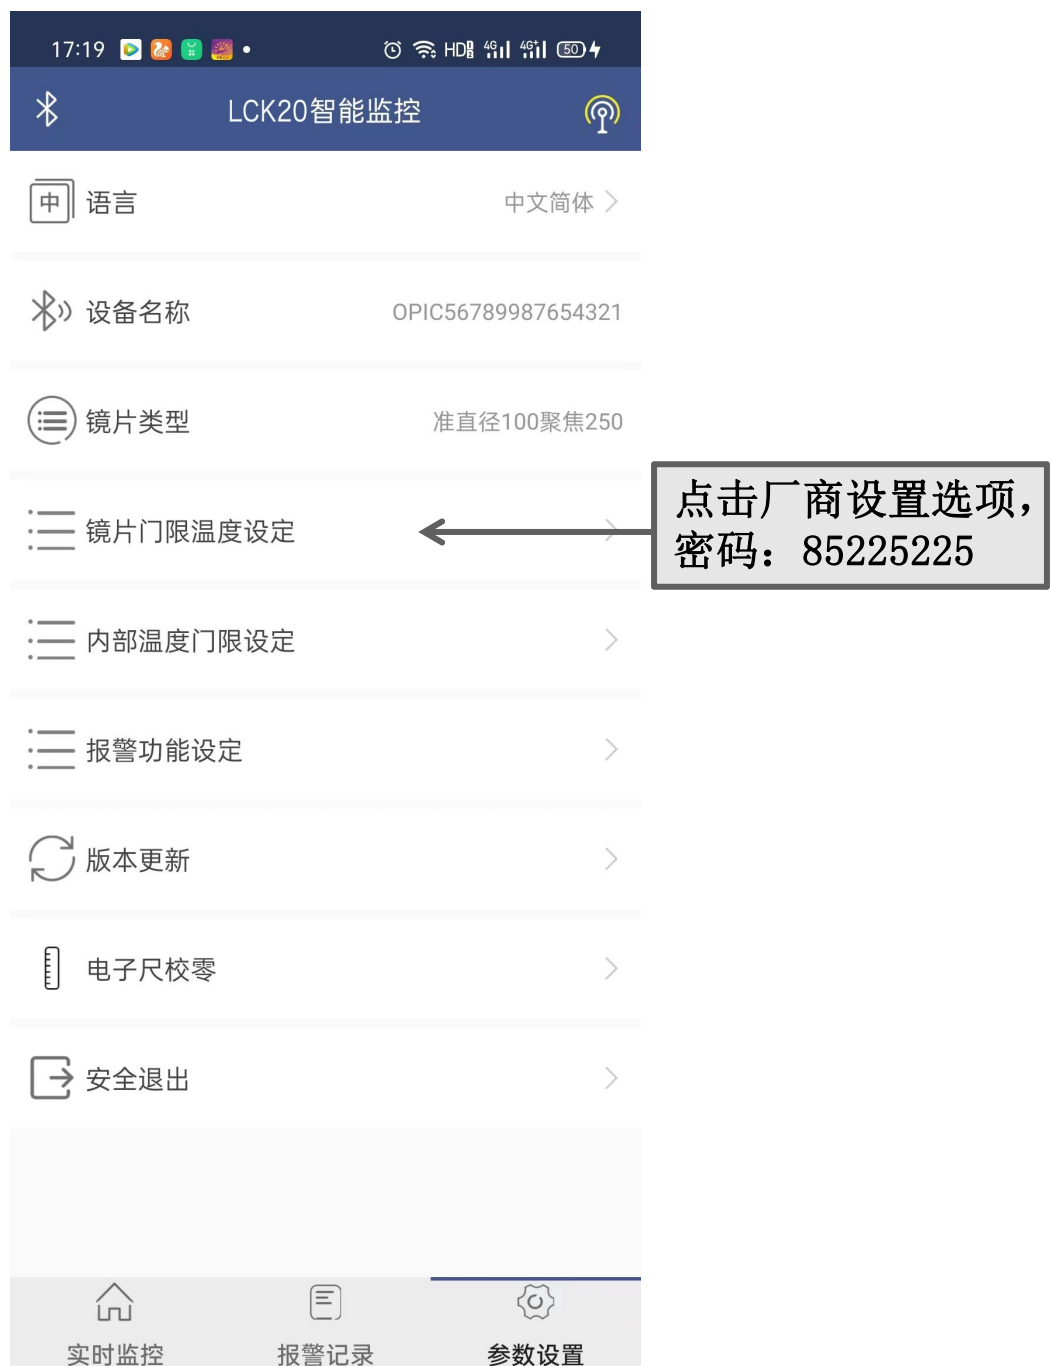 17:19 HD 4G 4G+ 50
LCK20智能监控
中 语言 中文简体
设备名称 OPIC56789987654321
镜片类型 准直径100聚焦250
镜片门限温度设定
点击厂商设置选项，
密码：85225225
内部温度门限设定
报警功能设定
版本更新
电子尺校零
安全退出
实时监控 报警记录 参数设置